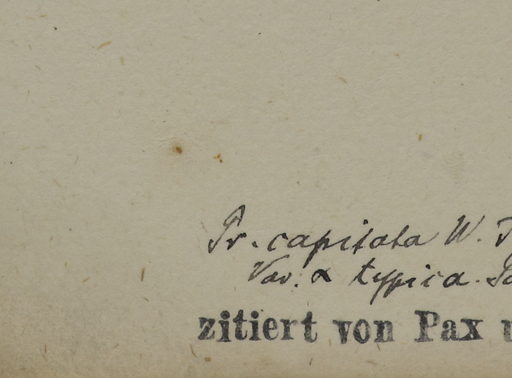 Pr. capitata W.
Var. α typica.
zitiert von Pax